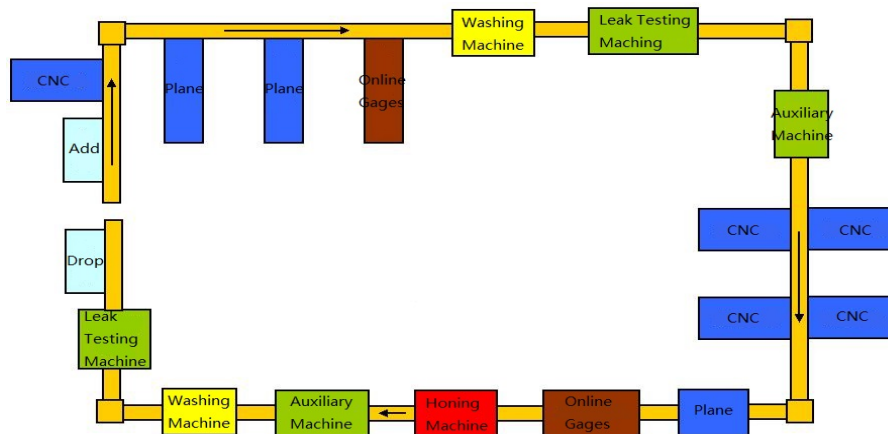 Washing
Machine
Leak Testing
Maching
CNC
Plane
Plane
Online
Gages
Add
Auxiliary
Machine
CNC
CNC
Drop
CNC
CNC
Leak
Testing
Machine
Washing
Machine
Auxiliary
Machine
Honing
Machine
Online
Gages
Plane